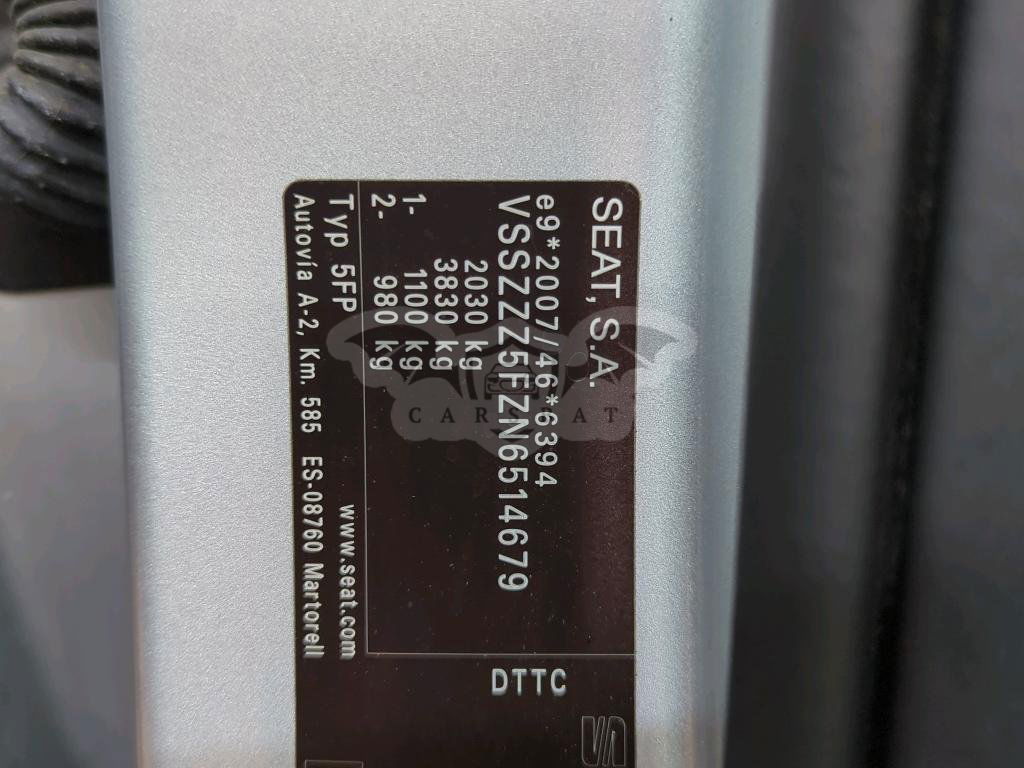 SEAT, S.A.
e9*2007/46*6394
VSSZZZ5FZN6514679
2030 kg
3830 kg
1- 1100 kg
2- 980 kg
DTTC
Typ 5FP www.seat.com
Autovía A-2, Km. 585 ES-08760 Martorell
CARSBAT